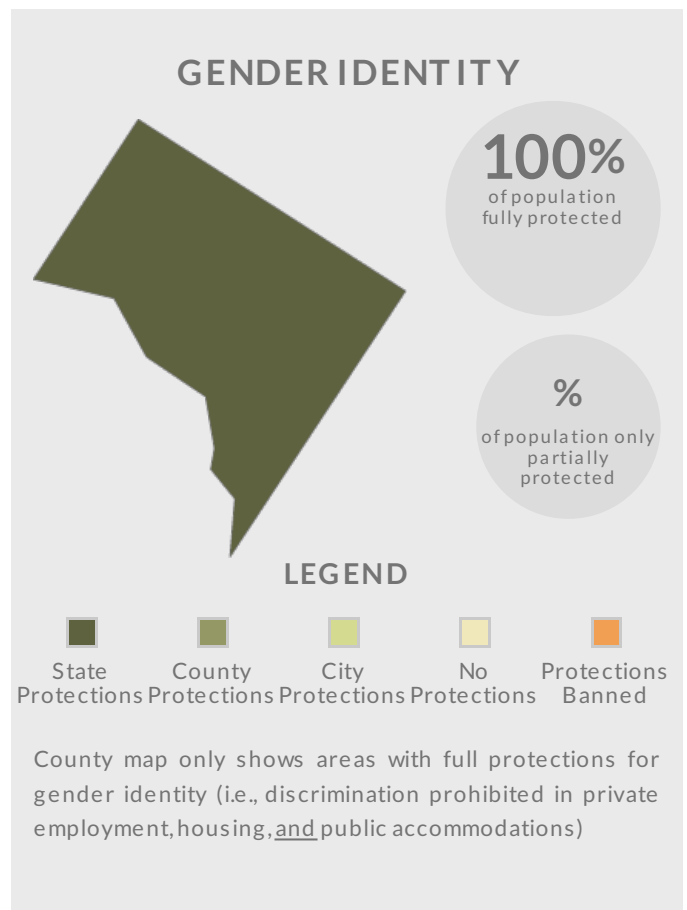 GENDER IDENTITY
100%
of population
fully protected
%
of population only
partially
protected
LEGEND
State
Protections
County
Protections
City
Protections
No
Protections
Protections
Banned
County map only shows areas with full protections for
gender identity (i.e., discrimination prohibited in private
employment, housing, and public accommodations)